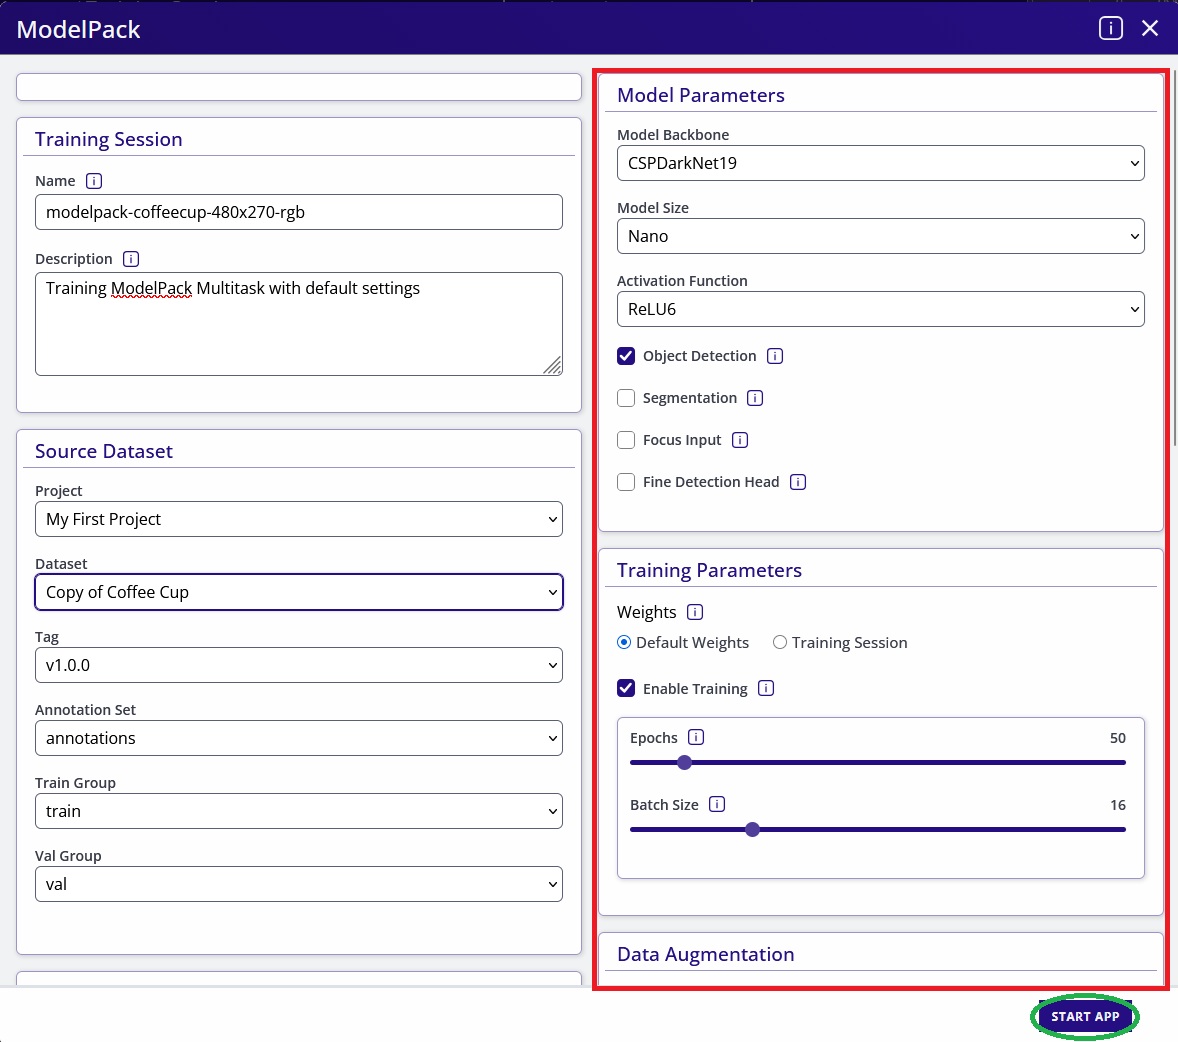 ModelPack
Training Session
Name
modelpack-coffeecup-480x270-rgb
Description
Training ModelPack Multitask with default settings
Source Dataset
Project
My First Project
Dataset
Copy of Coffee Cup
Tag
v1.0.0
Annotation Set
annotations
Train Group
train
Val Group
val
Model Parameters
Model Backbone
CSPDarkNet19
Model Size
Nano
Activation Function
ReLU6
Object Detection
Segmentation
Focus Input
Fine Detection Head
Training Parameters
Weights
Default Weights Training Session
Enable Training
Epochs 50
Batch Size 16
Data Augmentation
START APP